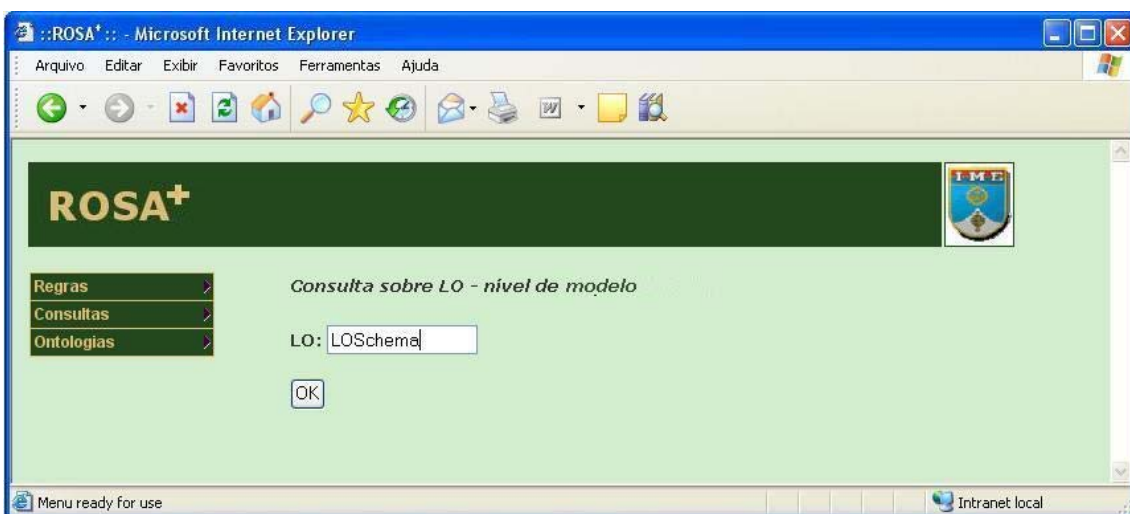 ::ROSA⁺:: - Microsoft Internet Explorer
Arquivo Editar Exibir Favoritos Ferramentas Ajuda
W
ROSA⁺
IME
Regras
Consultas
Ontologias
Consulta sobre LO - nível de modelo
LO: LOSchema
OK
Menu ready for use
Intranet local